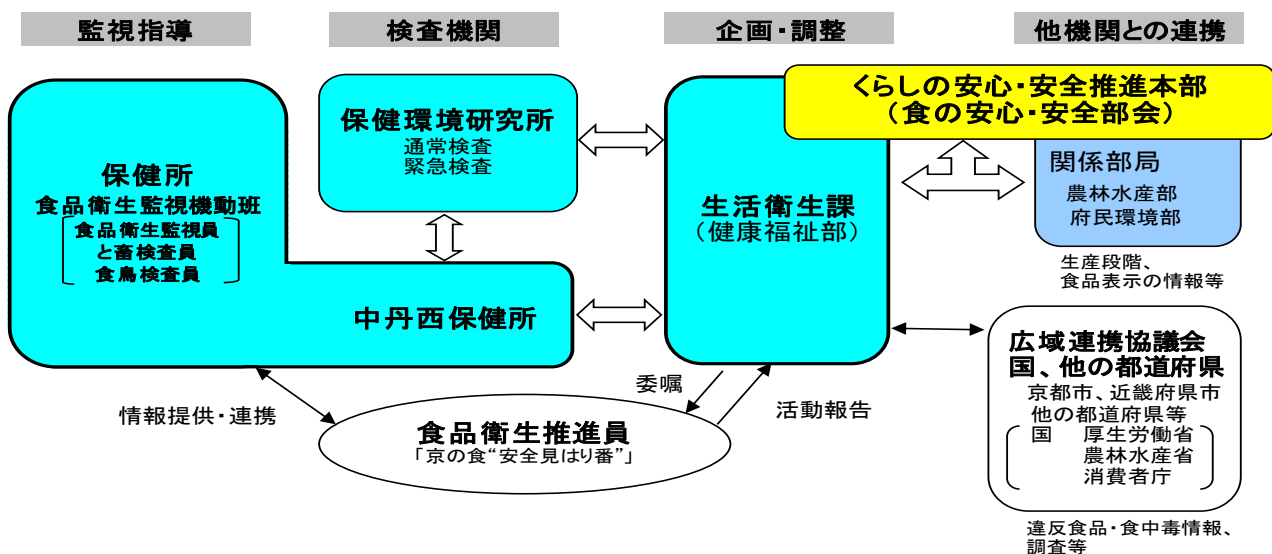 監視指導
検査機関
企画・調整
他機関との連携
くらしの安心・安全推進本部
（食の安心・安全部会）
保健所
食品衛生監視機動班
食品衛生監視員
と畜検査員
食鳥検査員
保健環境研究所
通常検査
緊急検査
中丹西保健所
生活衛生課
（健康福祉部）
関係部局
農林水産部
府民環境部
生産段階、
食品表示の情報等
広域連携協議会
国、他の都道府県
京都市、近畿府県市
他の都道府県等
国　厚生労働省
農林水産省
消費者庁
違反食品・食中毒情報、
調査等
情報提供・連携
委嘱
活動報告
食品衛生推進員
「京の食“安全見はり番”」